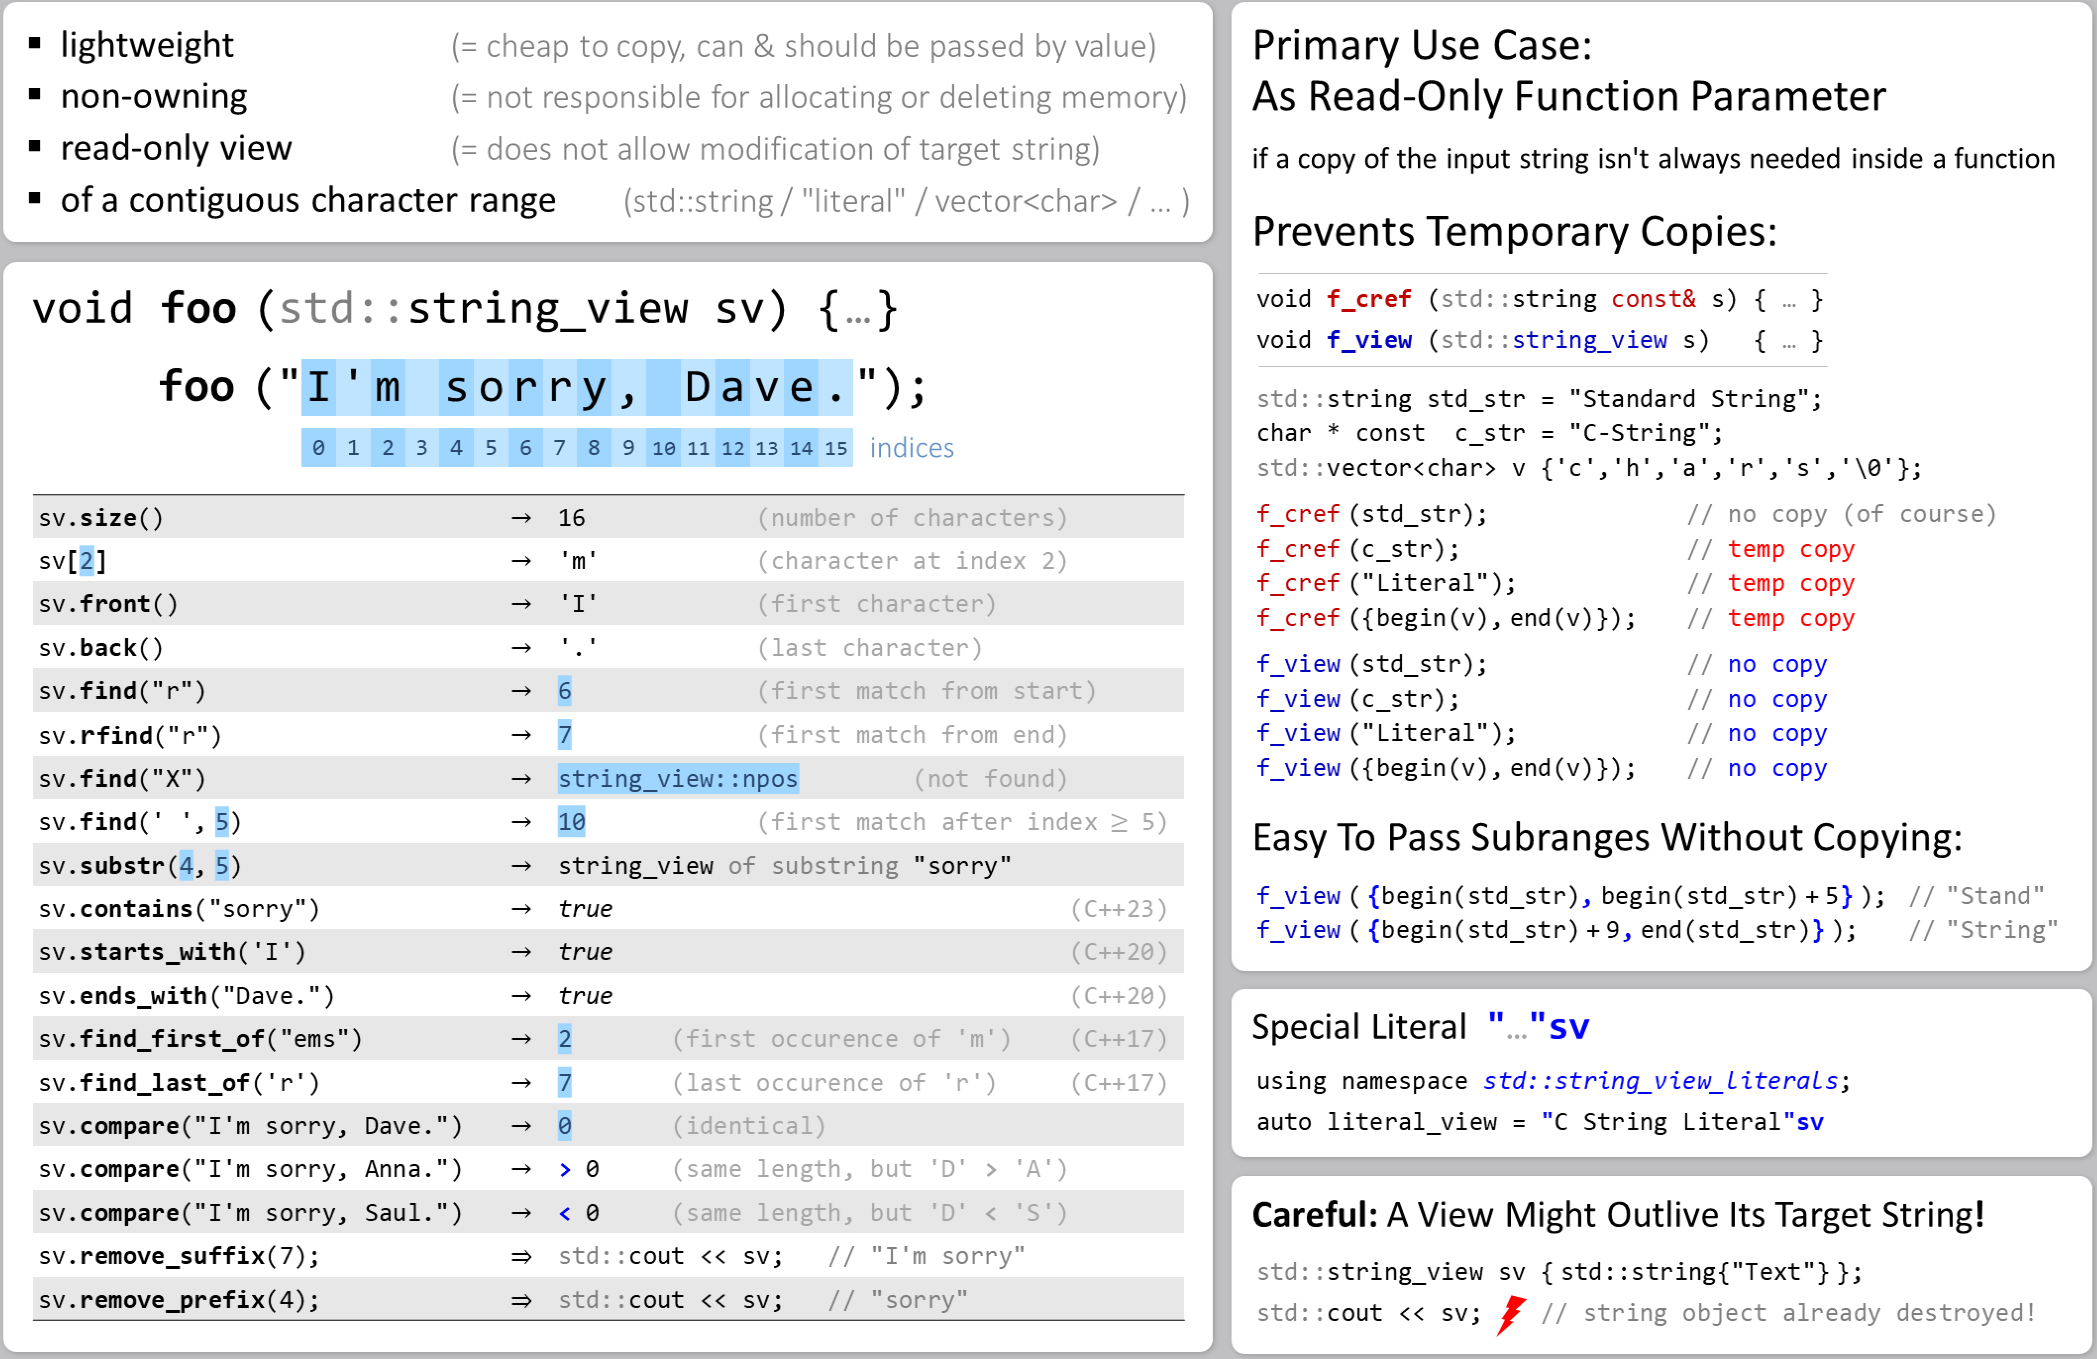 ▪ lightweight (= cheap to copy, can & should be passed by value)
▪ non-owning (= not responsible for allocating or deleting memory)
▪ read-only view (= does not allow modification of target string)
▪ of a contiguous character range (std::string / "literal" / vector<char> / … )
void foo (std::string_view sv) {…}
foo ("I'm sorry, Dave.");
0 1 2 3 4 5 6 7 8 9 10 11 12 13 14 15 indices
sv.size() → 16 (number of characters)
sv[2] → 'm' (character at index 2)
sv.front() → 'I' (first character)
sv.back() → '.' (last character)
sv.find("r") → 6 (first match from start)
sv.rfind("r") → 7 (first match from end)
sv.find("X") → string_view::npos (not found)
sv.find(' ', 5) → 10 (first match after index ≥ 5)
sv.substr(4, 5) → string_view of substring "sorry"
sv.contains("sorry") → true (C++23)
sv.starts_with('I') → true (C++20)
sv.ends_with("Dave.") → true (C++20)
sv.find_first_of("ems") → 2 (first occurence of 'm') (C++17)
sv.find_last_of('r') → 7 (last occurence of 'r') (C++17)
sv.compare("I'm sorry, Dave.") → 0 (identical)
sv.compare("I'm sorry, Anna.") → > 0 (same length, but 'D' > 'A')
sv.compare("I'm sorry, Saul.") → < 0 (same length, but 'D' < 'S')
sv.remove_suffix(7); ⇒ std::cout << sv; // "I'm sorry"
sv.remove_prefix(4); ⇒ std::cout << sv; // "sorry"
Primary Use Case:
As Read-Only Function Parameter
if a copy of the input string isn't always needed inside a function
Prevents Temporary Copies:
void f_cref (std::string const& s) { … }
void f_view (std::string_view s) { … }
std::string std_str = "Standard String";
char * const c_str = "C-String";
std::vector<char> v {'c','h','a','r','s','\0'};
f_cref (std_str); // no copy (of course)
f_cref (c_str); // temp copy
f_cref ("Literal"); // temp copy
f_cref ({begin(v), end(v)}); // temp copy
f_view (std_str); // no copy
f_view (c_str); // no copy
f_view ("Literal"); // no copy
f_view ({begin(v), end(v)}); // no copy
Easy To Pass Subranges Without Copying:
f_view ( {begin(std_str), begin(std_str) + 5} ); // "Stand"
f_view ( {begin(std_str) + 9, end(std_str)} ); // "String"
Special Literal "…"sv
using namespace std::string_view_literals;
auto literal_view = "C String Literal"sv
Careful: A View Might Outlive Its Target String!
std::string_view sv { std::string{"Text"} };
std::cout << sv; // string object already destroyed!